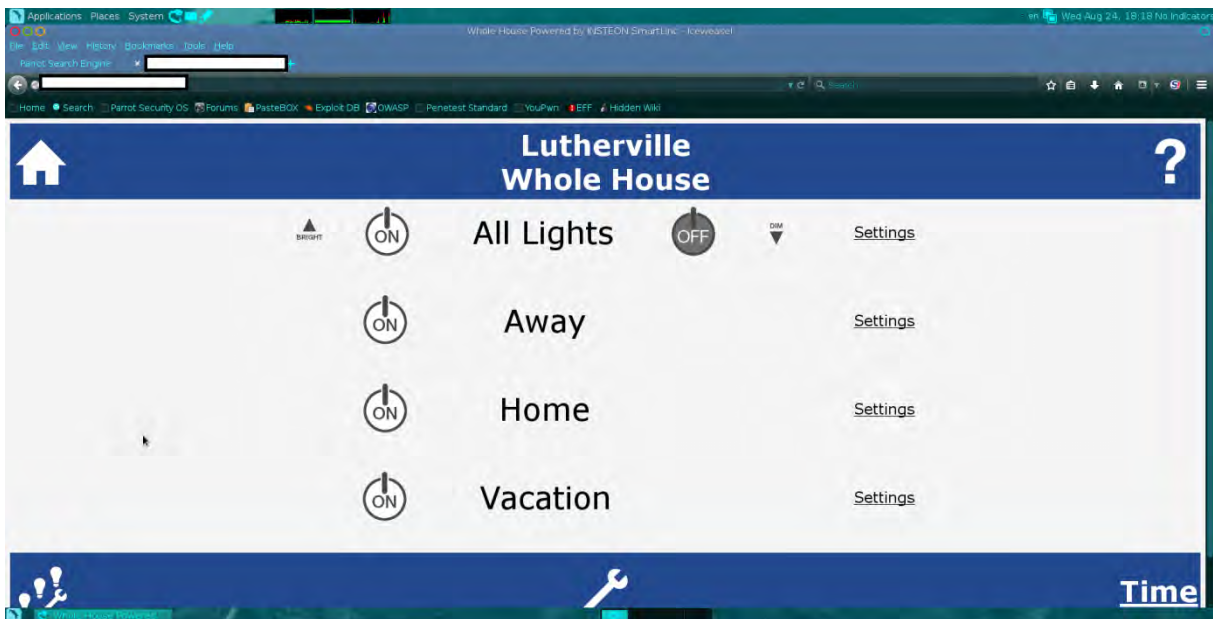 Applications Places System
en Wed Aug 24, 18:18 No Indicators
Whole House Powered by INSTEON SmartLinc - Iceweasel
File Edit View History Bookmarks Tools Help
Parrot Search Engine
Search
Home Search Parrot Security OS Forums PasteBOX Exploit DB OWASP Penetest Standard YouPwn EFF Hidden Wiki
Lutherville
Whole House
?
BRIGHT ON All Lights OFF DIM Settings
ON Away Settings
ON Home Settings
ON Vacation Settings
Time